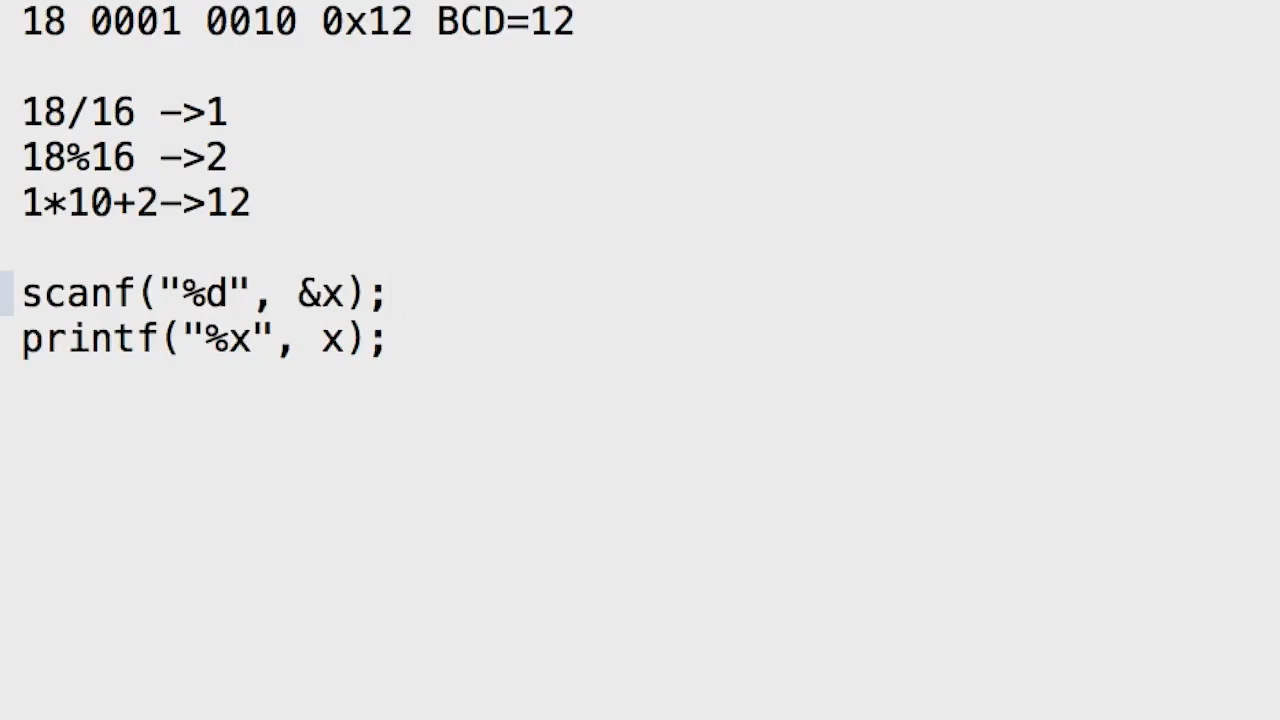 18 0001 0010 0x12 BCD=12
18/16 –>1
18%16 –>2
1*10+2–>12
scanf("%d", &x);
printf("%x", x);